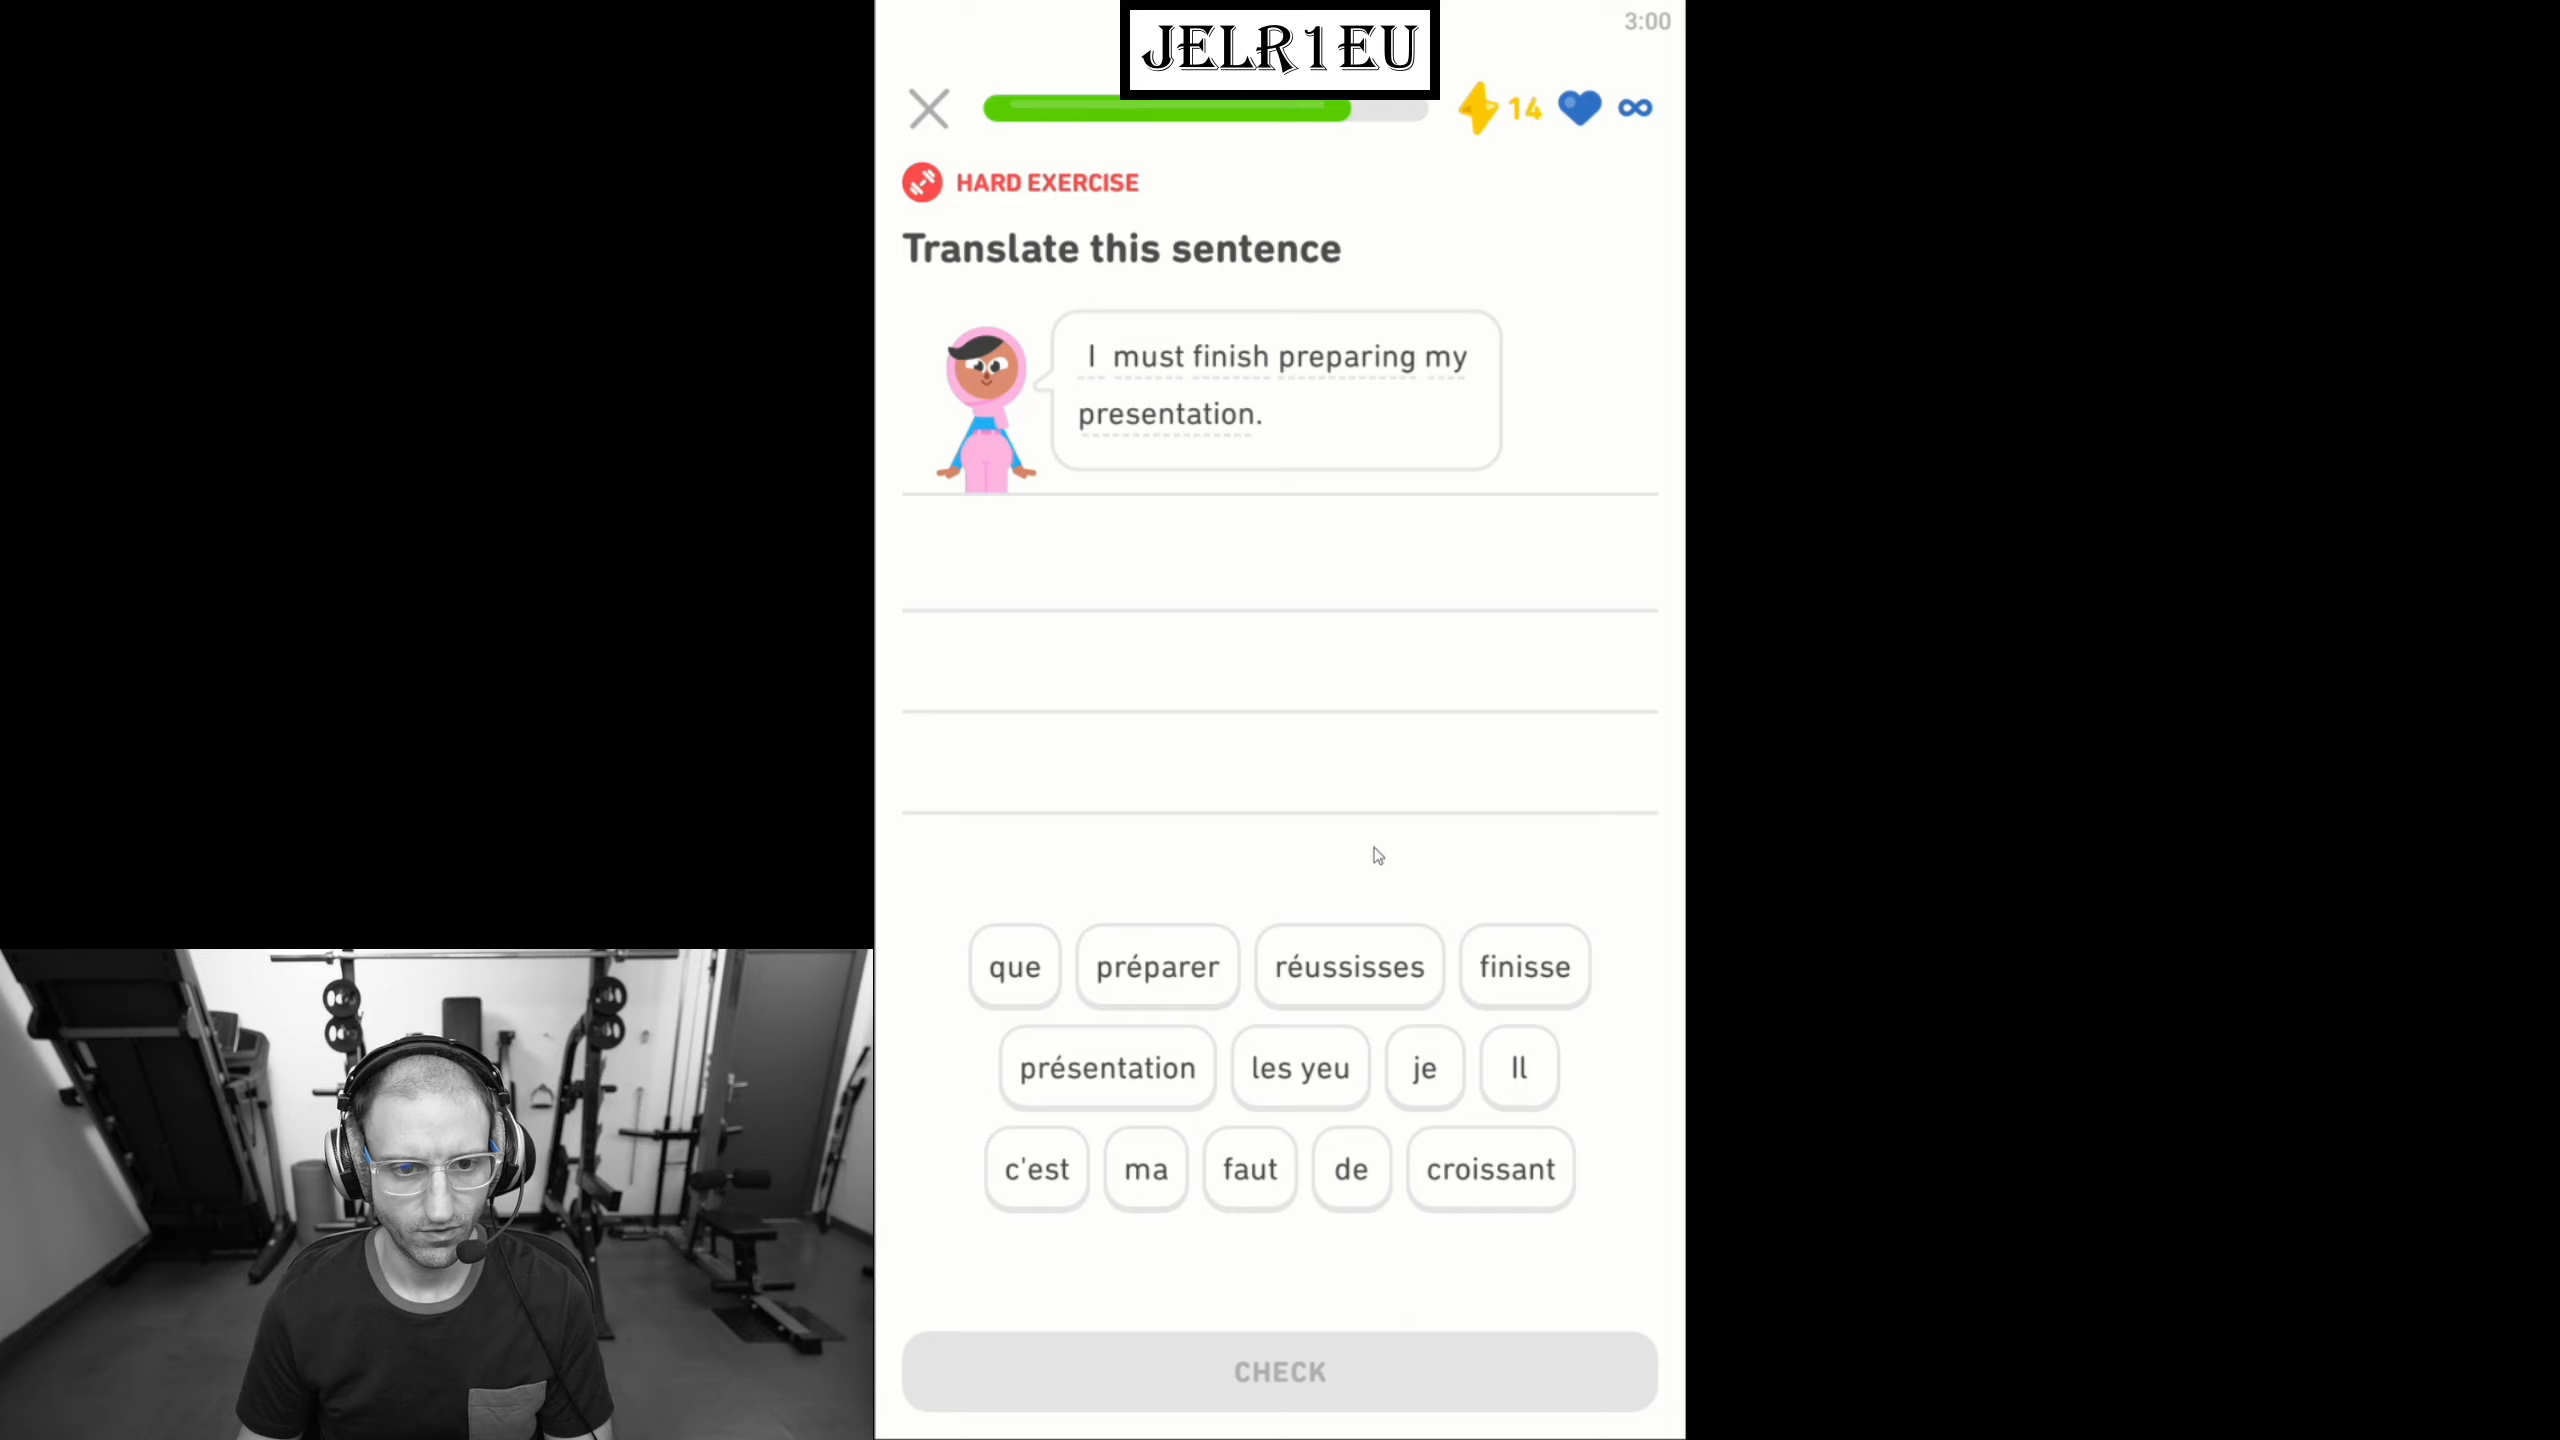 JELR1EU
3:00
14
HARD EXERCISE
Translate this sentence
I must finish preparing my
presentation.
que préparer réussisses finisse
présentation les yeu je Il
c'est ma faut de croissant
CHECK